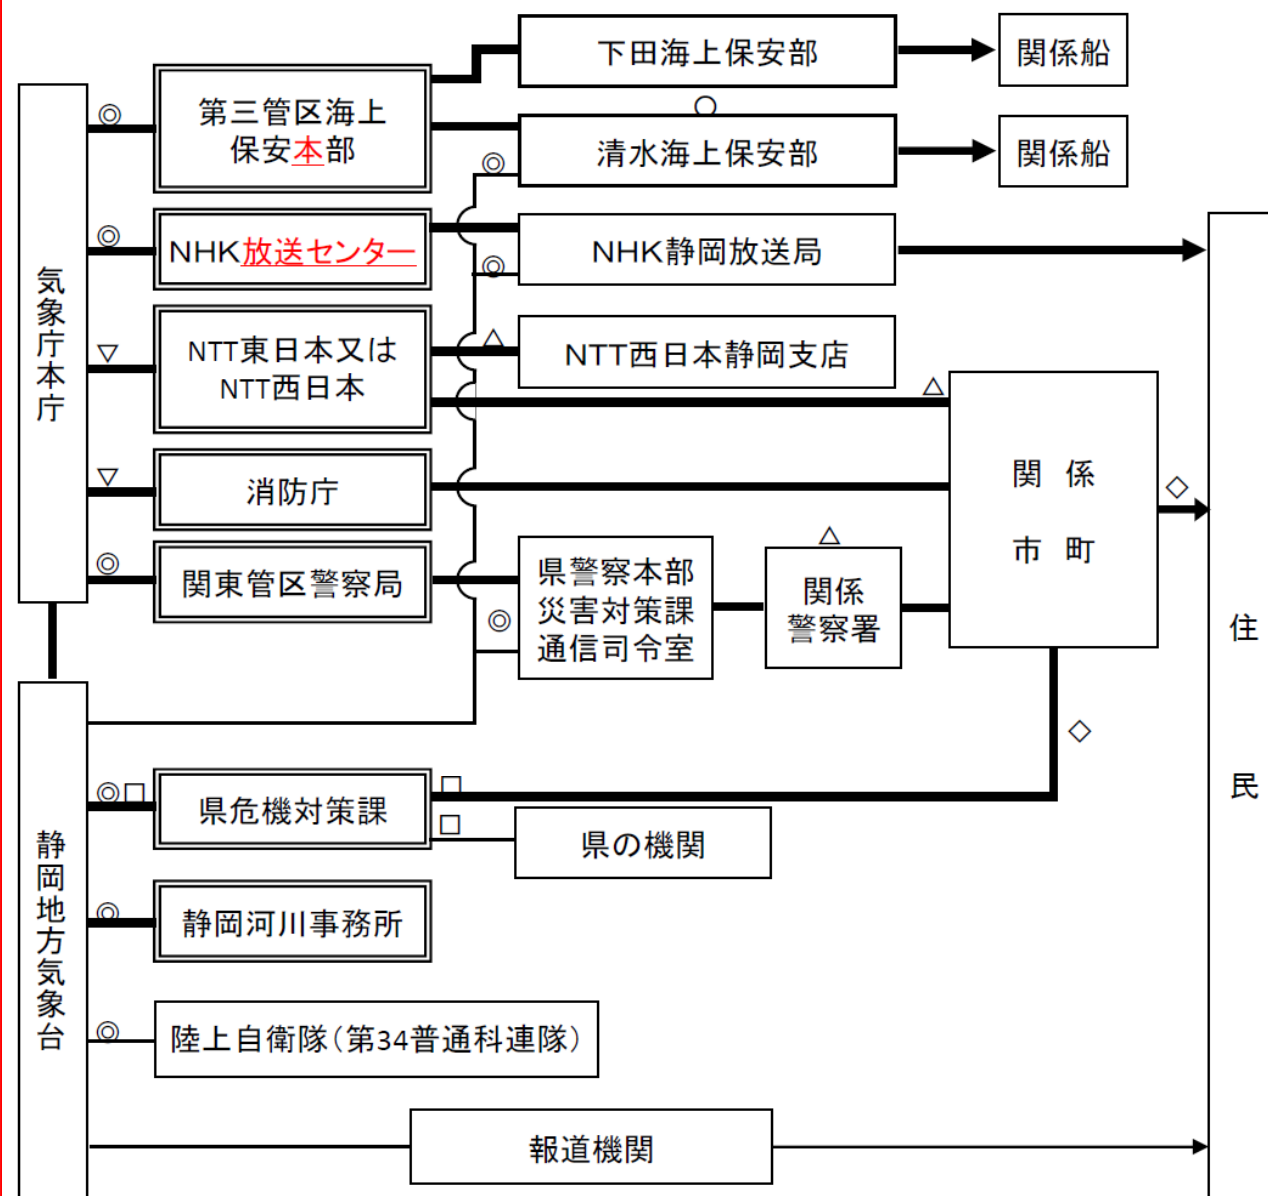 下田海上保安部
関係船
◎
第三管区海上
保安本部
○
清水海上保安部
関係船
◎
◎
NHK放送センター
NHK静岡放送局
◎
気象庁本庁
▽
NTT東日本又は
NTT西日本
△
NTT西日本静岡支店
△
関係
市町
◇
▽
消防庁
◎
関東管区警察局
◎
県警察本部
災害対策課
通信司令室
△
関係
警察署
住民
◇
静岡地方気象台
◎□
県危機対策課
□
□
県の機関
◎
静岡河川事務所
◎
陸上自衛隊(第34普通科連隊)
報道機関